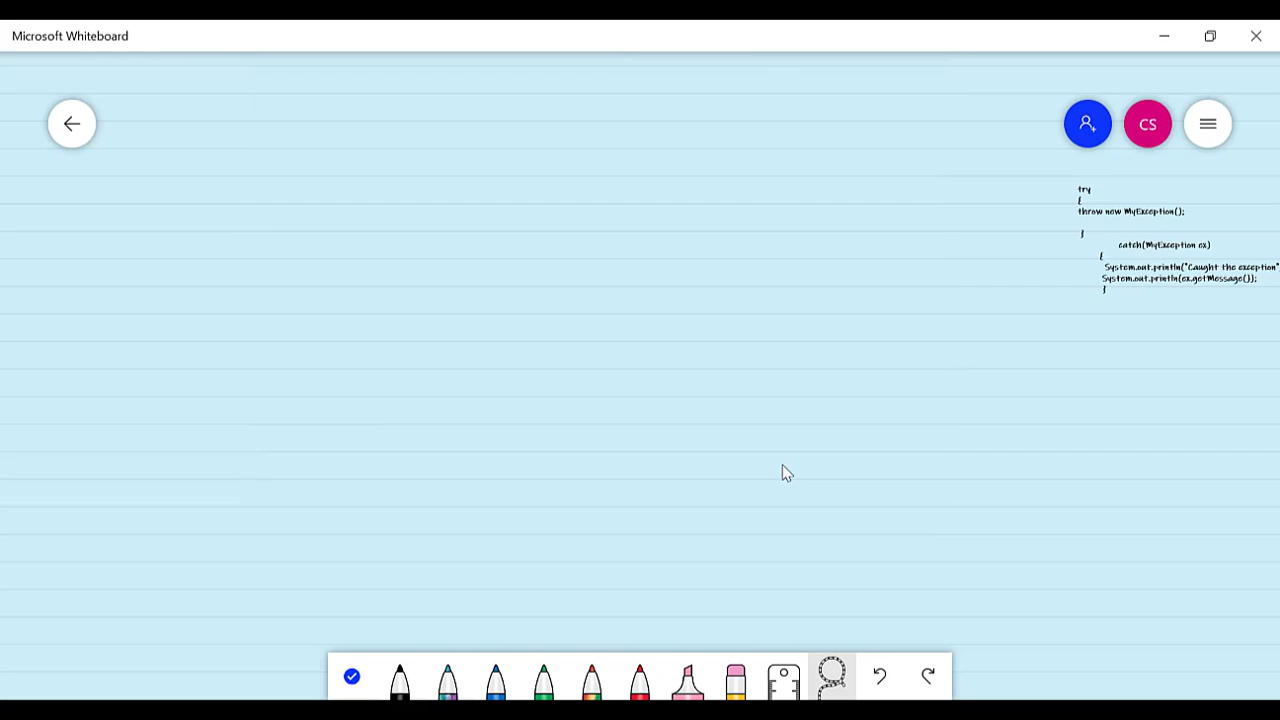 Microsoft Whiteboard
CS
try
{
throw new MyException();
}
catch(MyException ex)
{
System.out.println("Caught the exception"
System.out.println(ex.getMessage());
}